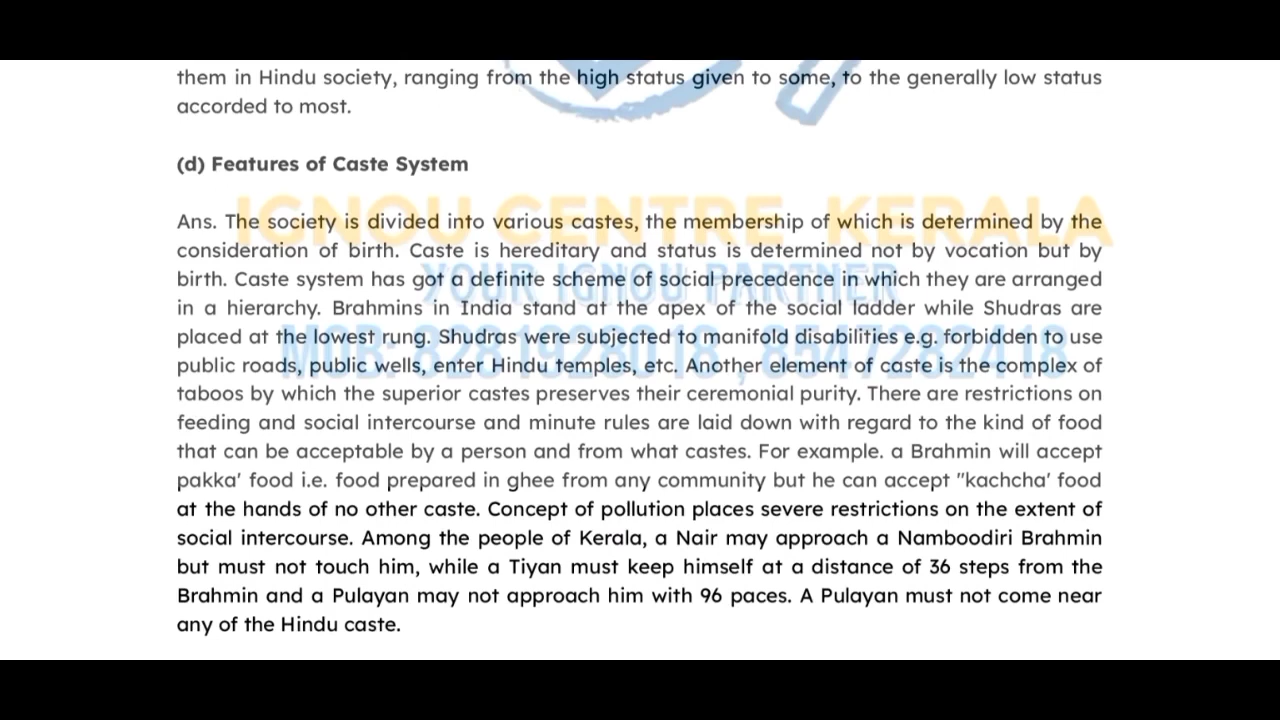 them in Hindu society, ranging from the high status given to some, to the generally low status
accorded to most.
(d) Features of Caste System
IGNOU CENTRE KERALA
Ans. The society is divided into various castes, the membership of which is determined by the
consideration of birth. Caste is hereditary and status is determined not by vocation but by
YOUR IGNOU PARTNER
birth. Caste system has got a definite scheme of social precedence in which they are arranged
in a hierarchy. Brahmins in India stand at the apex of the social ladder while Shudras are
placed at the lowest rung. Shudras were subjected to manifold disabilities e.g. forbidden to use
MOB: 8281928018, 8547282418
public roads, public wells, enter Hindu temples, etc. Another element of caste is the complex of
taboos by which the superior castes preserves their ceremonial purity. There are restrictions on
feeding and social intercourse and minute rules are laid down with regard to the kind of food
that can be acceptable by a person and from what castes. For example. a Brahmin will accept
pakka' food i.e. food prepared in ghee from any community but he can accept "kachcha' food
at the hands of no other caste. Concept of pollution places severe restrictions on the extent of
social intercourse. Among the people of Kerala, a Nair may approach a Namboodiri Brahmin
but must not touch him, while a Tiyan must keep himself at a distance of 36 steps from the
Brahmin and a Pulayan may not approach him with 96 paces. A Pulayan must not come near
any of the Hindu caste.